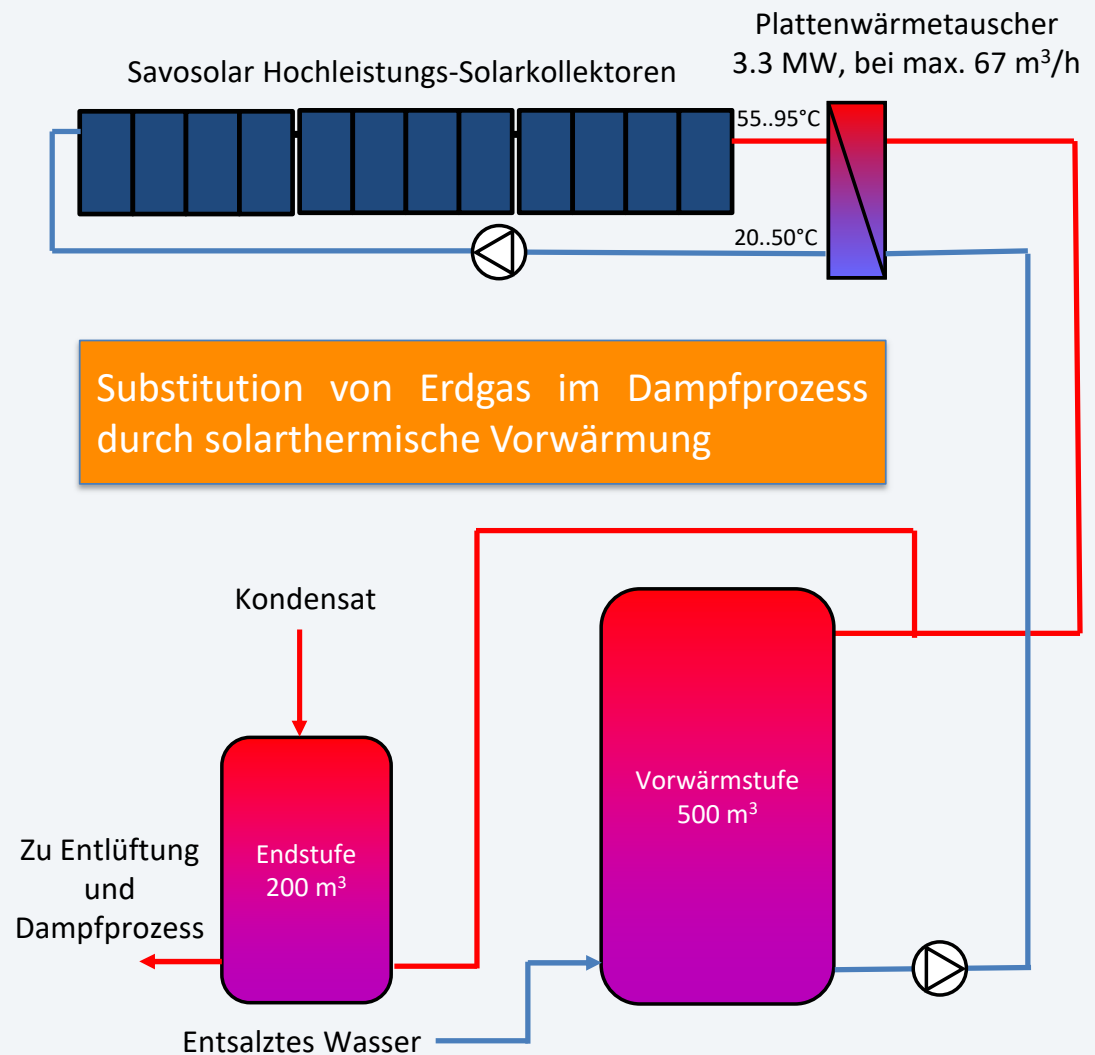 Plattenwärmetauscher
3.3 MW, bei max. 67 m³/h
Savosolar Hochleistungs-Solarkollektoren
55..95°C
20..50°C
Substitution von Erdgas im Dampfprozess
durch solarthermische Vorwärmung
Kondensat
Vorwärmstufe
500 m³
Endstufe
200 m³
Zu Entlüftung
und
Dampfprozess
Entsalztes Wasser